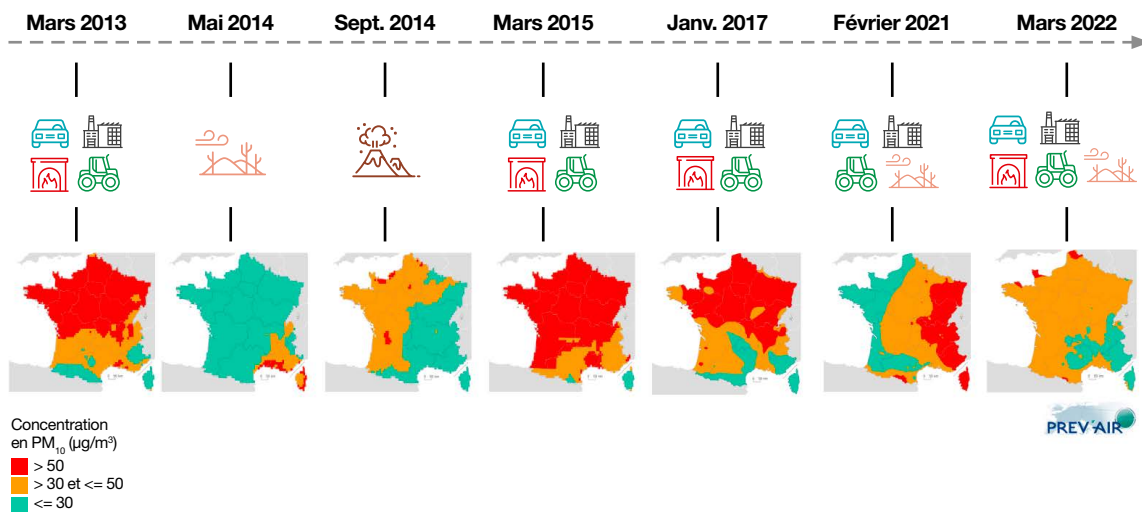 Mars 2013
Mai 2014
Sept. 2014
Mars 2015
Janv. 2017
Février 2021
Mars 2022
PREV'AIR
Concentration
en PM10 (µg/m³)
> 50
> 30 et <= 50
<= 30